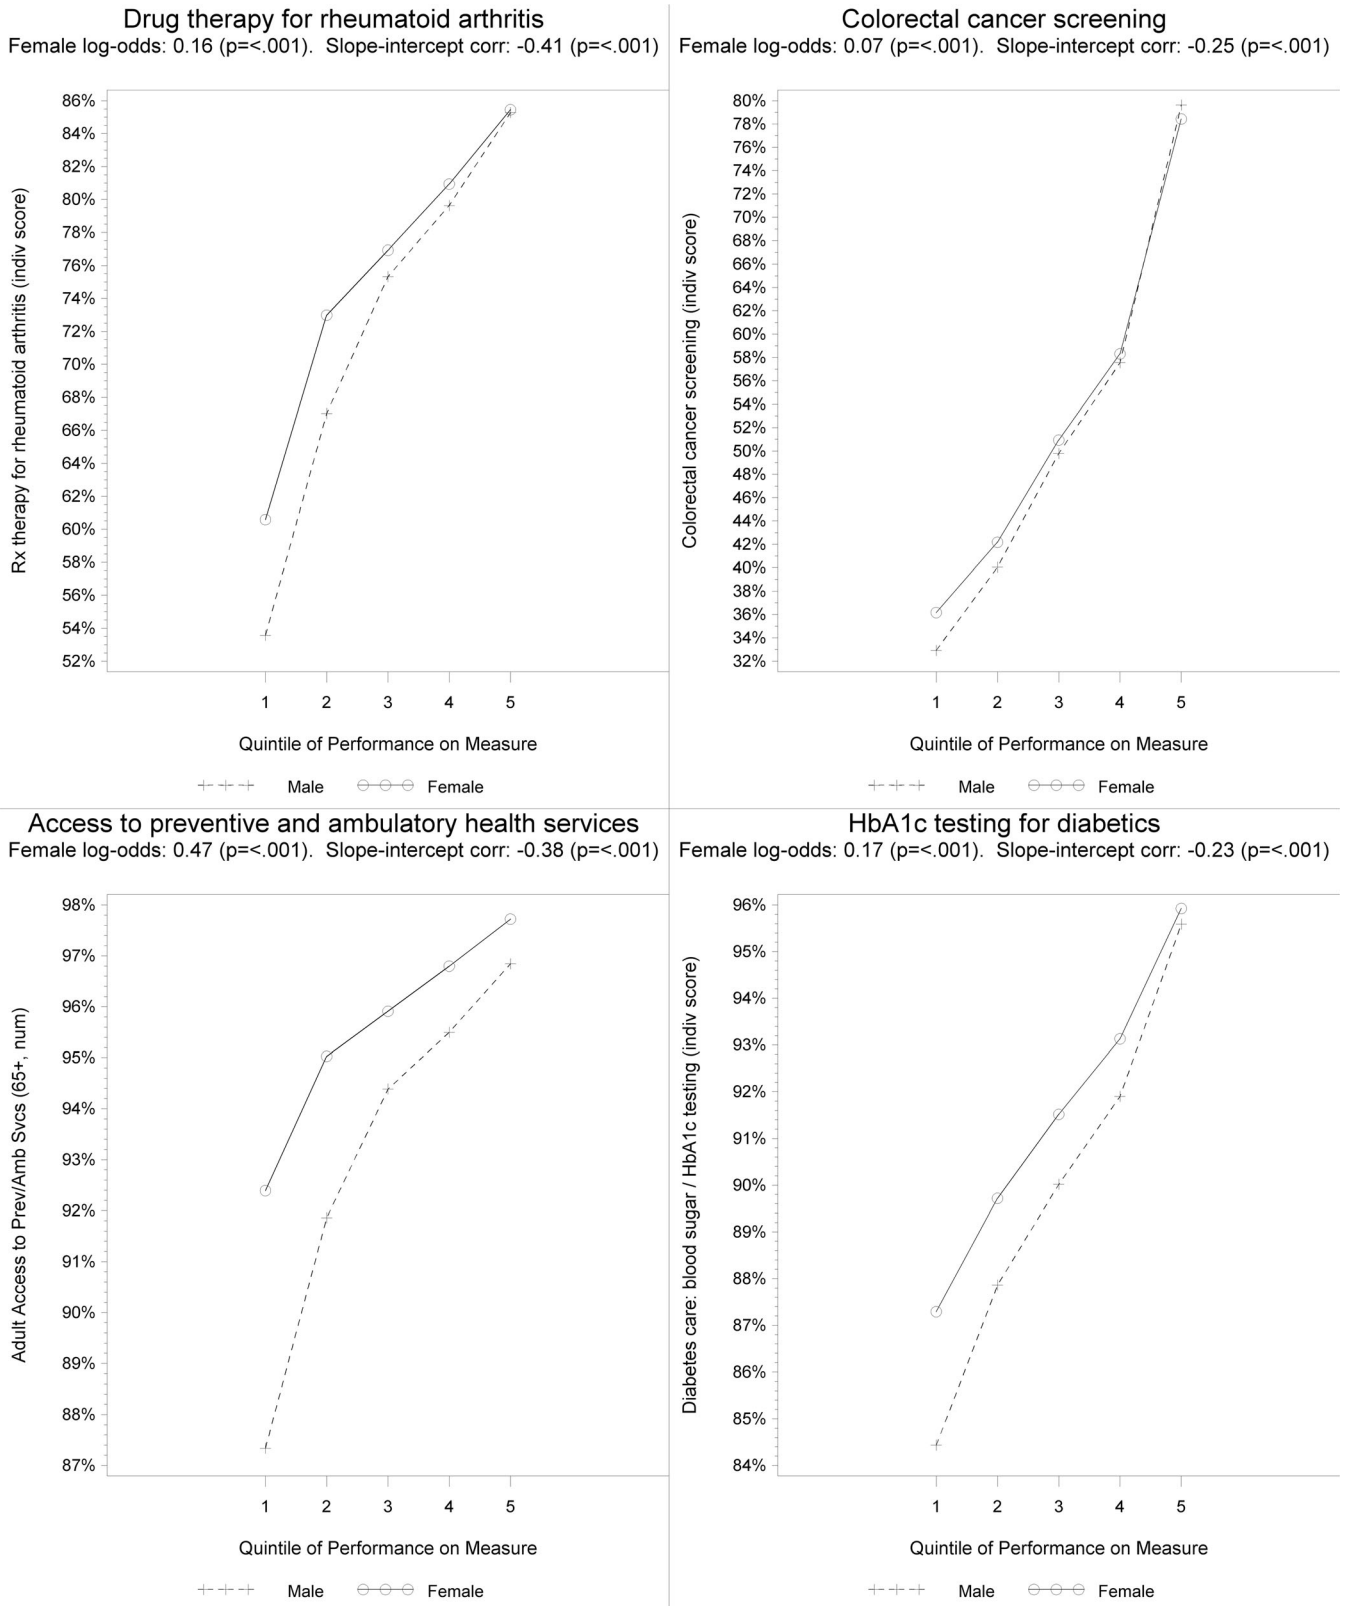 Drug therapy for rheumatoid arthritis
Female log-odds: 0.16 (p=<.001).  Slope-intercept corr: -0.41 (p=<.001)
Rx therapy for rheumatoid arthritis (indiv score)
86%
84%
82%
80%
78%
76%
74%
72%
70%
68%
66%
64%
62%
60%
58%
56%
54%
52%
1 2 3 4 5
Quintile of Performance on Measure
Male Female
Colorectal cancer screening
Female log-odds: 0.07 (p=<.001).  Slope-intercept corr: -0.25 (p=<.001)
Colorectal cancer screening (indiv score)
80%
78%
76%
74%
72%
70%
68%
66%
64%
62%
60%
58%
56%
54%
52%
50%
48%
46%
44%
42%
40%
38%
36%
34%
32%
1 2 3 4 5
Quintile of Performance on Measure
Male Female
Access to preventive and ambulatory health services
Female log-odds: 0.47 (p=<.001).  Slope-intercept corr: -0.38 (p=<.001)
Adult Access to Prev/Amb Svcs (65+, num)
98%
97%
96%
95%
94%
93%
92%
91%
90%
89%
88%
87%
1 2 3 4 5
Quintile of Performance on Measure
Male Female
HbA1c testing for diabetics
Female log-odds: 0.17 (p=<.001).  Slope-intercept corr: -0.23 (p=<.001)
Diabetes care: blood sugar / HbA1c testing (indiv score)
96%
95%
94%
93%
92%
91%
90%
89%
88%
87%
86%
85%
84%
1 2 3 4 5
Quintile of Performance on Measure
Male Female